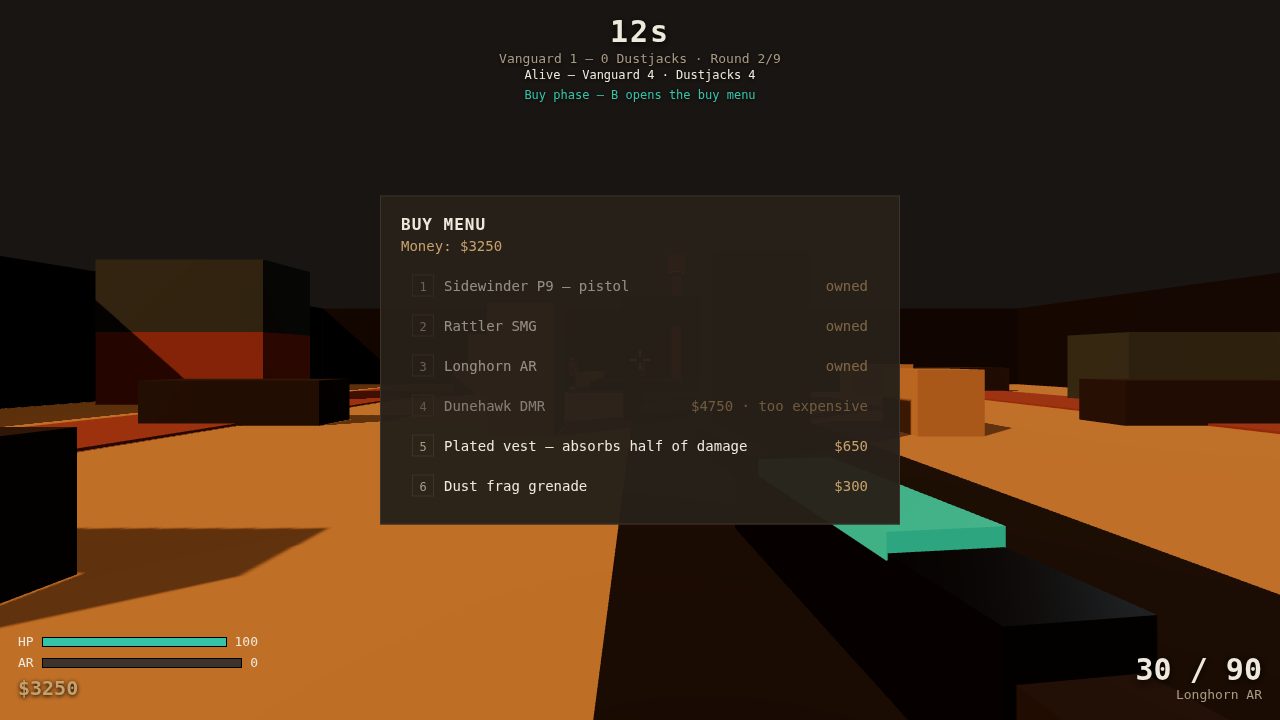 12s
Vanguard 1 — 0 Dustjacks · Round 2/9
Alive — Vanguard 4 · Dustjacks 4
Buy phase — B opens the buy menu
BUY MENU
Money: $3250
1 Sidewinder P9 — pistol owned
2 Rattler SMG owned
3 Longhorn AR owned
4 Dunehawk DMR $4750 · too expensive
5 Plated vest — absorbs half of damage $650
6 Dust frag grenade $300
HP 100
AR 0
$3250
30 / 90
Longhorn AR